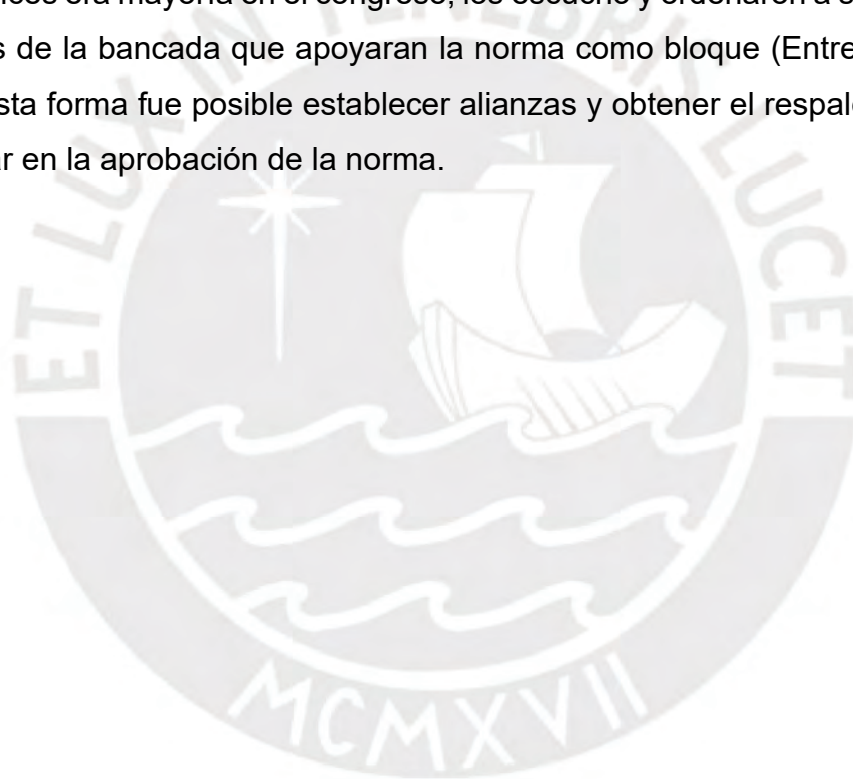 era mayoría en el congreso, los escuchó y ordenaron a
de la bancada que apoyaran la norma como bloque (Entre
sta forma fue posible establecer alianzas y obtener el respal
ar en la aprobación de la norma.
ET LUX IN TENEBRIS LUCET
MCMXVII